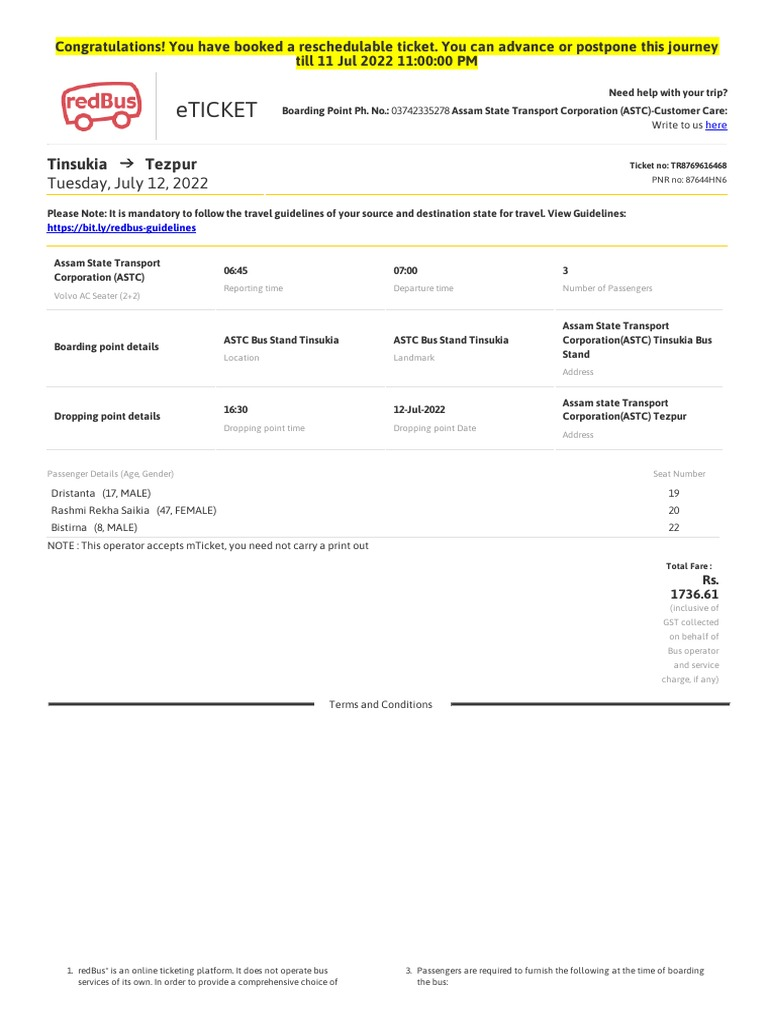 Congratulations! You have booked a reschedulable ticket. You can advance or postpone this journey
till 11 Jul 2022 11:00:00 PM
redBus
eTICKET
Need help with your trip?
Boarding Point Ph. No.: 03742335278 Assam State Transport Corporation (ASTC)-Customer Care:
Write to us here
Tinsukia → Tezpur
Tuesday, July 12, 2022
Ticket no: TR8769616468
PNR no: 87644HN6
Please Note: It is mandatory to follow the travel guidelines of your source and destination state for travel. View Guidelines:
https://bit.ly/redbus-guidelines
Assam State Transport
Corporation (ASTC)
Volvo AC Seater (2+2)
06:45
Reporting time
07:00
Departure time
3
Number of Passengers
Boarding point details
ASTC Bus Stand Tinsukia
Location
ASTC Bus Stand Tinsukia
Landmark
Assam State Transport
Corporation(ASTC) Tinsukia Bus
Stand
Address
Dropping point details
16:30
Dropping point time
12-Jul-2022
Dropping point Date
Assam state Transport
Corporation(ASTC) Tezpur
Address
Passenger Details (Age, Gender) Seat Number
Dristanta (17, MALE) 19
Rashmi Rekha Saikia (47, FEMALE) 20
Bistirna (8, MALE) 22
NOTE : This operator accepts mTicket, you need not carry a print out
Total Fare :
Rs.
1736.61
(inclusive of
GST collected
on behalf of
Bus operator
and service
charge, if any)
Terms and Conditions
1. redBus* is an online ticketing platform. It does not operate bus
services of its own. In order to provide a comprehensive choice of
3. Passengers are required to furnish the following at the time of boarding
the bus: